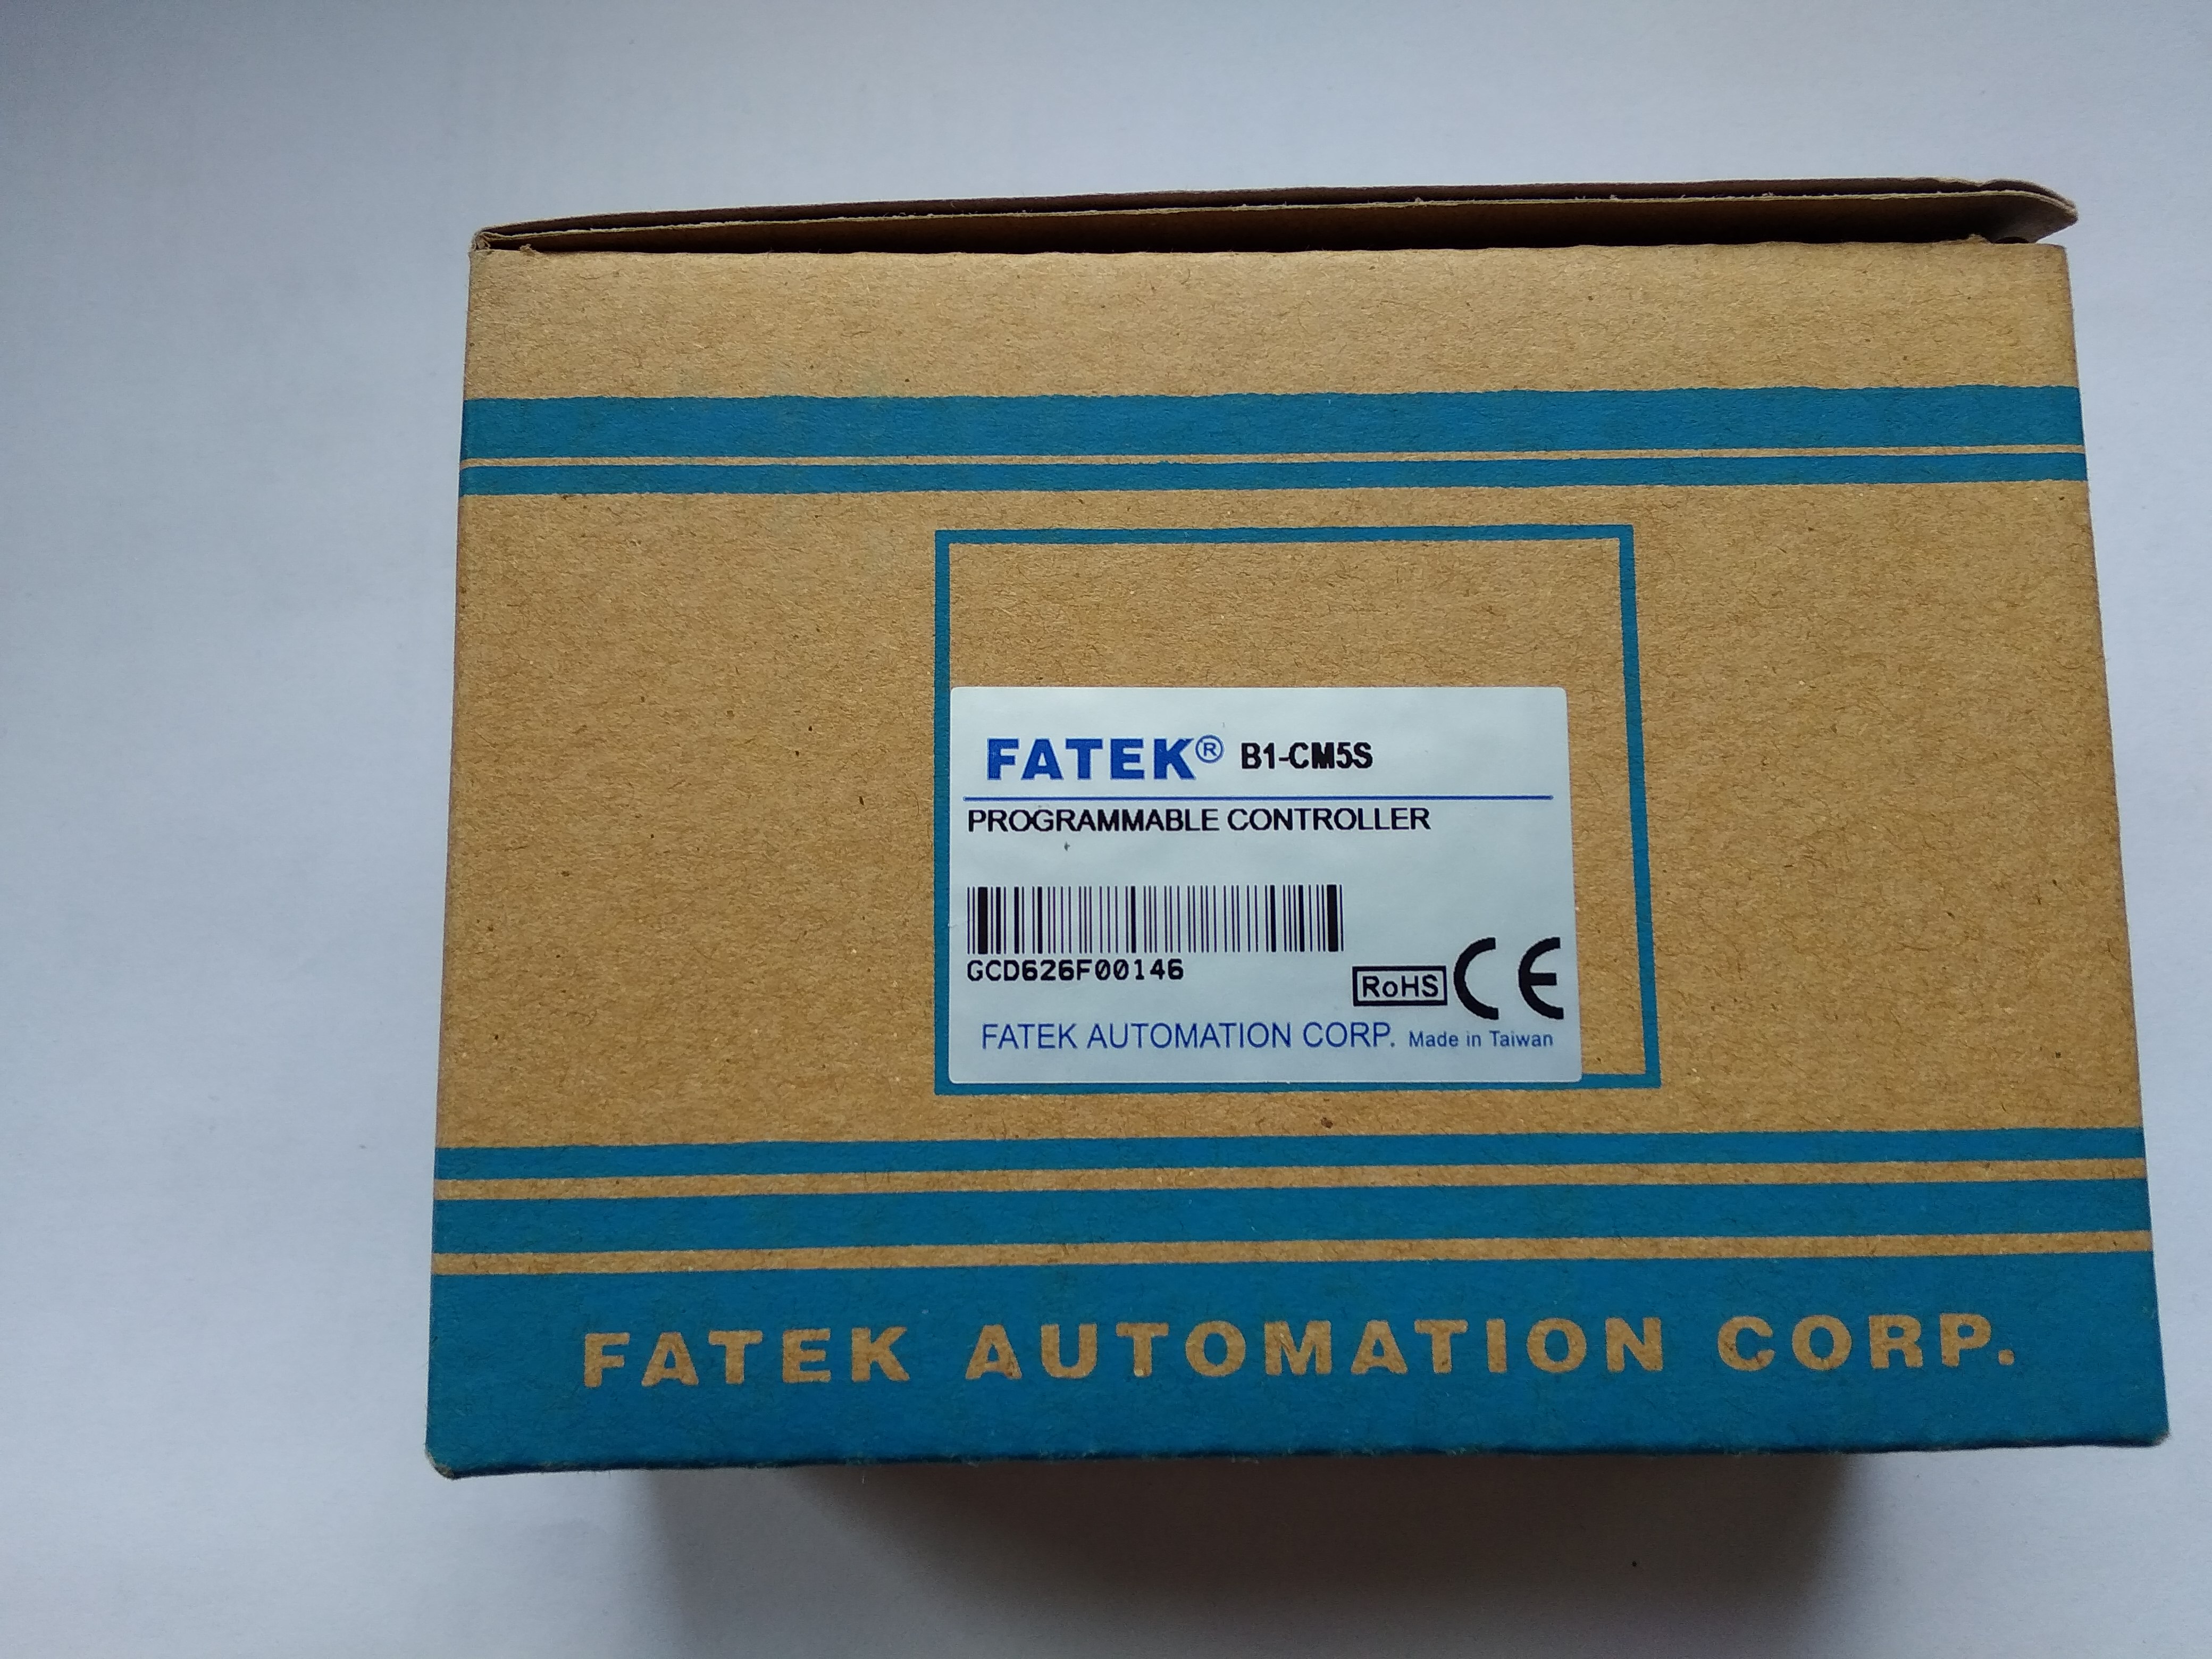 FATEK® B1-CM5S
PROGRAMMABLE CONTROLLER
GCD626F00146
RoHS CE
FATEK AUTOMATION CORP. Made in Taiwan
FATEK AUTOMATION CORP.